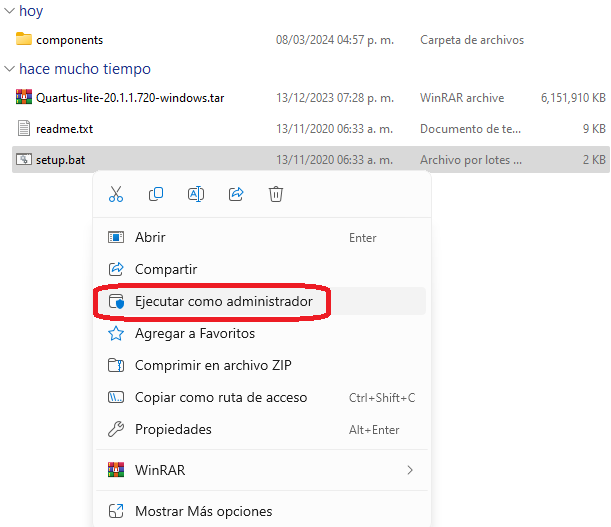 hoy
components 08/03/2024 04:57 p. m. Carpeta de archivos
hace mucho tiempo
Quartus-lite-20.1.1.720-windows.tar 13/12/2023 07:28 p. m. WinRAR archive 6,151,910 KB
readme.txt 13/11/2020 06:33 a. m. Documento de te... 9 KB
setup.bat 13/11/2020 06:33 a. m. Archivo por lotes ... 2 KB
Abrir Enter
Compartir
Ejecutar como administrador
Agregar a Favoritos
Comprimir en archivo ZIP
Copiar como ruta de acceso Ctrl+Shift+C
Propiedades Alt+Enter
WinRAR
Mostrar Más opciones